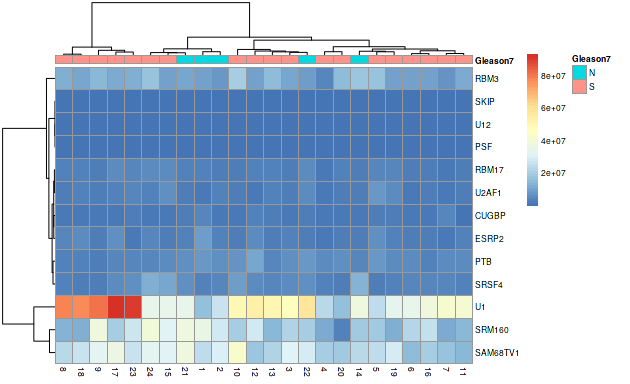 Gleason7
RBM3
SKIP
U12
PSF
RBM17
U2AF1
CUGBP
ESRP2
PTB
SRSF4
U1
SRM160
SAM68TV1
8 18 9 17 23 24 15 21 1 2 10 12 13 3 22 4 20 14 5 19 6 16 7 11
8e+07
6e+07
4e+07
2e+07
Gleason7
N
S